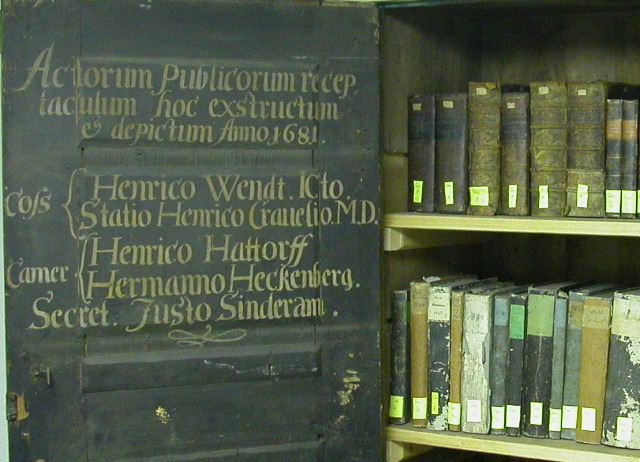 Actorum Publicorum recep
taculum hoc exstructum
& depictum Anno 1681.
Coſs { Henrico Wendt. ICto
Statio Henrico Crauelio. M.D.
Camer { Henrico Hattorff
Hermanno Heckenberg.
Secret. Justo Sinderam.